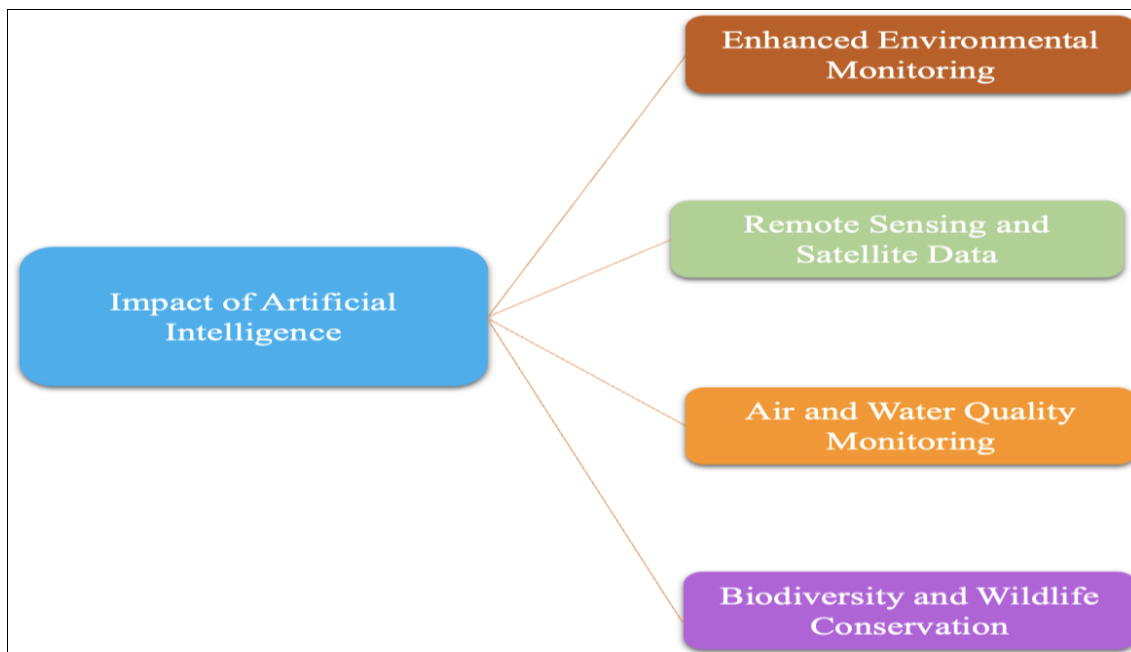 Enhanced Environmental
Monitoring
Remote Sensing and
Satellite Data
Impact of Artificial
Intelligence
Air and Water Quality
Monitoring
Biodiversity and Wildlife
Conservation